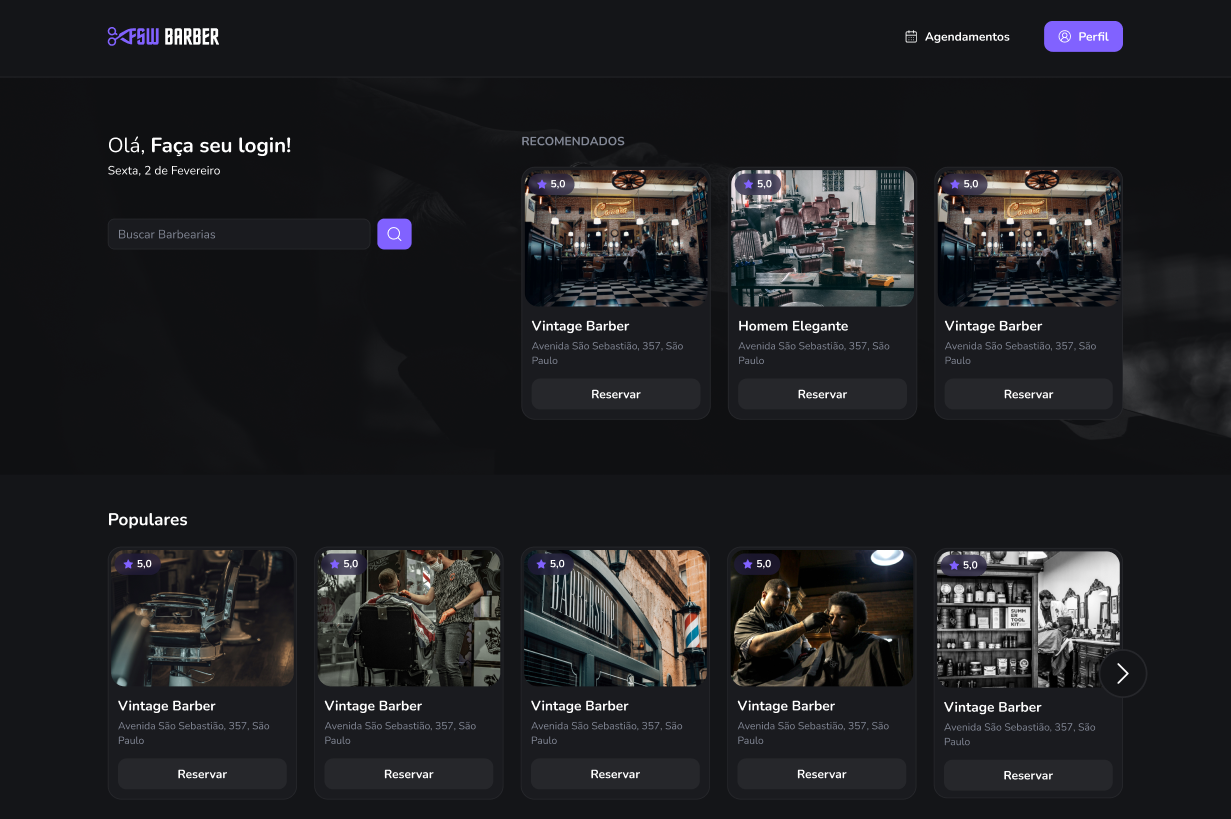 FSW BARBER
Agendamentos
Perfil
Olá, Faça seu login!
Sexta, 2 de Fevereiro
Buscar Barbearias
RECOMENDADOS
5,0
Vintage Barber
Avenida São Sebastião, 357, São
Paulo
Reservar
5,0
Homem Elegante
Avenida São Sebastião, 357, São
Paulo
Reservar
5,0
Vintage Barber
Avenida São Sebastião, 357, São
Paulo
Reservar
Populares
5,0
Vintage Barber
Avenida São Sebastião, 357, São
Paulo
Reservar
5,0
Vintage Barber
Avenida São Sebastião, 357, São
Paulo
Reservar
5,0
BARBERSHOP
Vintage Barber
Avenida São Sebastião, 357, São
Paulo
Reservar
5,0
Vintage Barber
Avenida São Sebastião, 357, São
Paulo
Reservar
5,0
SUMM
ER
TOOL
KIT
Vintage Barber
Avenida São Sebastião, 357, São
Paulo
Reservar